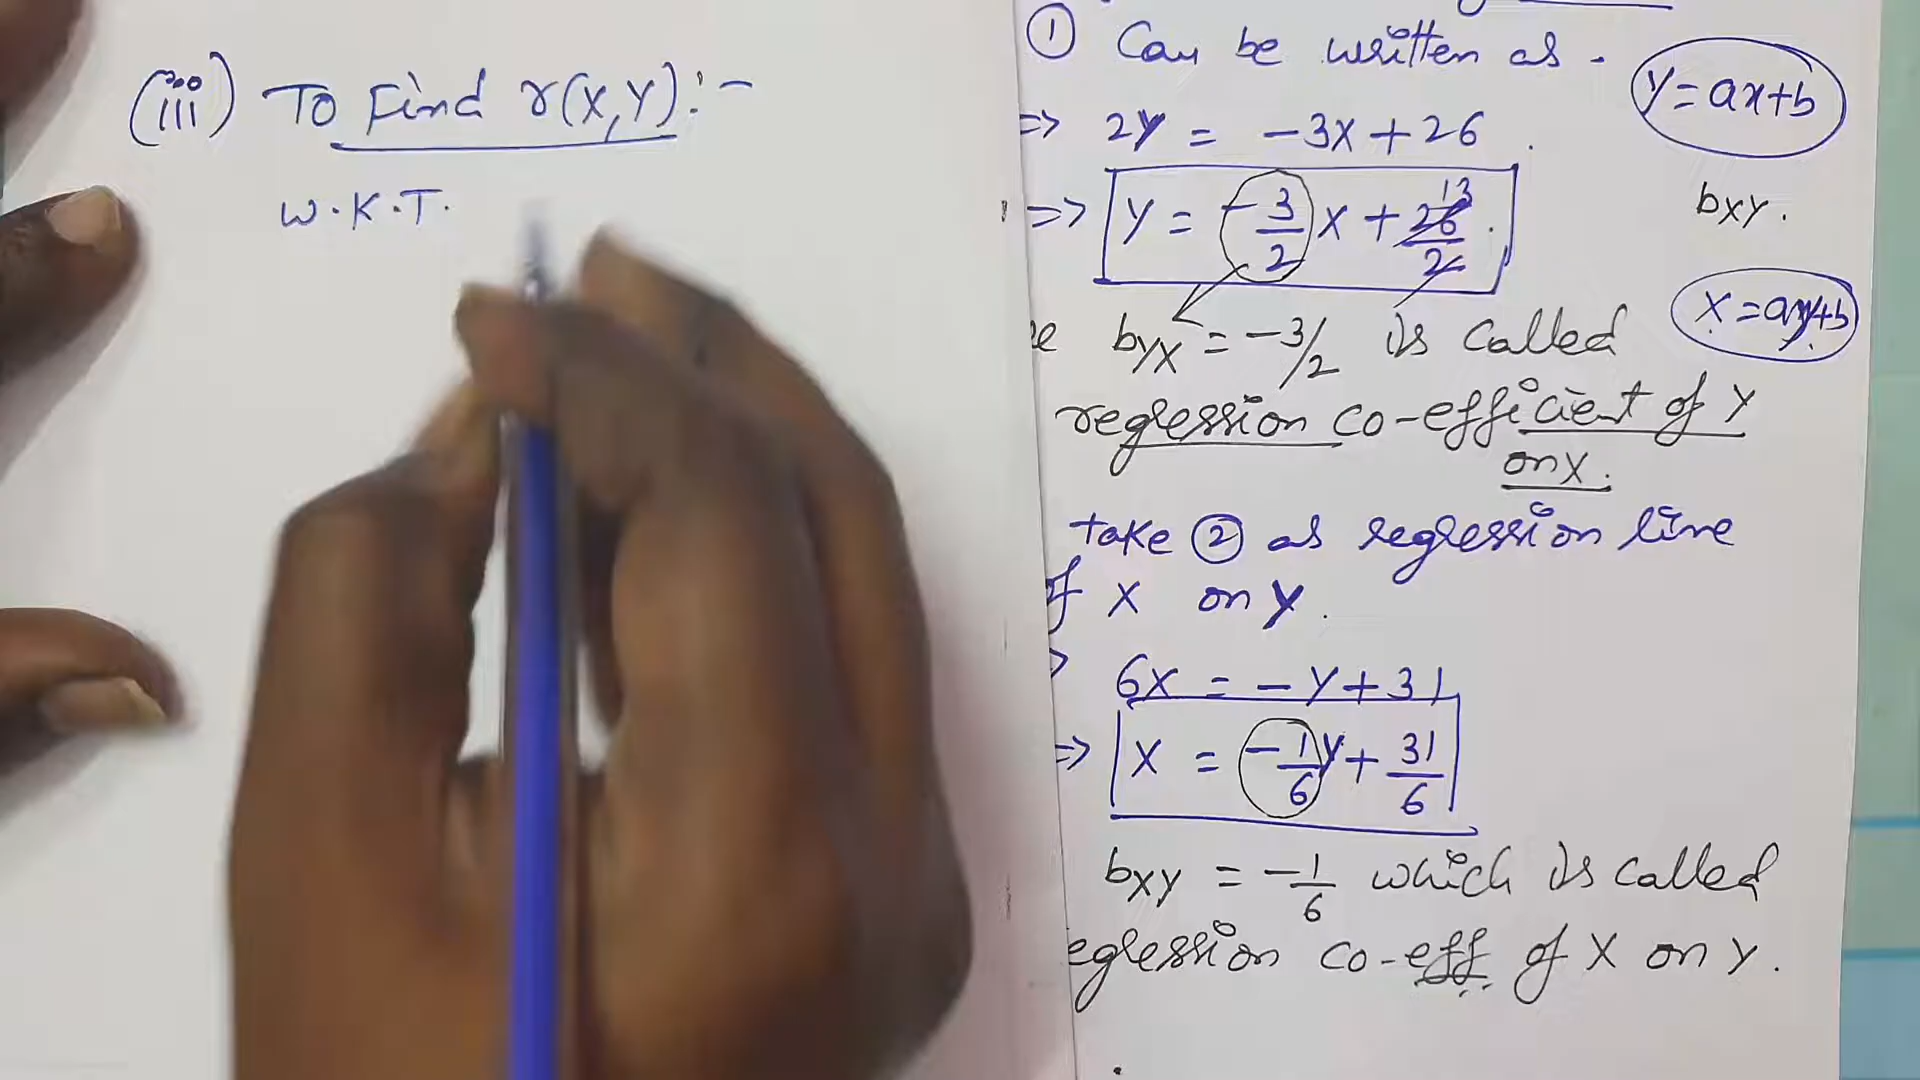 (iii) To Find r(X,Y):-
W.K.T.
① Can be written as.
Y = ax+b
=> 2Y = -3X + 26.
=> Y = -3/2 X + 26/2 13.
bxy.
X = ay+b
byx = -3/2 is called
regression co-efficient of Y
on X.
take ② as regression line
of X on Y.
6X = -Y + 31
=> X = -1/6 Y + 31/6
bxy = -1/6 which is called
egression co-eff of X on Y.